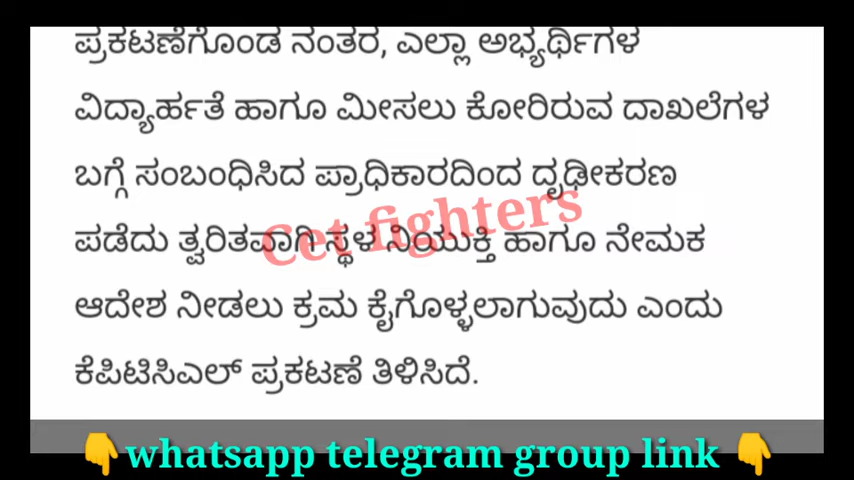 ಪ್ರಕಟಣೆಗೊಂಡ ನಂತರ, ಎಲ್ಲಾ ಅಭ್ಯರ್ಥಿಗಳ
ವಿದ್ಯಾರ್ಹತೆ ಹಾಗೂ ಮೀಸಲು ಕೋರಿರುವ ದಾಖಲೆಗಳ
ಬಗ್ಗೆ ಸಂಬಂಧಿಸಿದ ಪ್ರಾಧಿಕಾರದಿಂದ ದೃಢೀಕರಣ
ಪಡೆದು ತ್ವರಿತವಾಗಿ ಸ್ಥಳ ನಿಯುಕ್ತಿ ಹಾಗೂ ನೇಮಕ
Cet fighters
ಆದೇಶ ನೀಡಲು ಕ್ರಮ ಕೈಗೊಳ್ಳಲಾಗುವುದು ಎಂದು
ಕೆಪಿಟಿಸಿಎಲ್ ಪ್ರಕಟಣೆ ತಿಳಿಸಿದೆ.
👇whatsapp telegram group link 👇